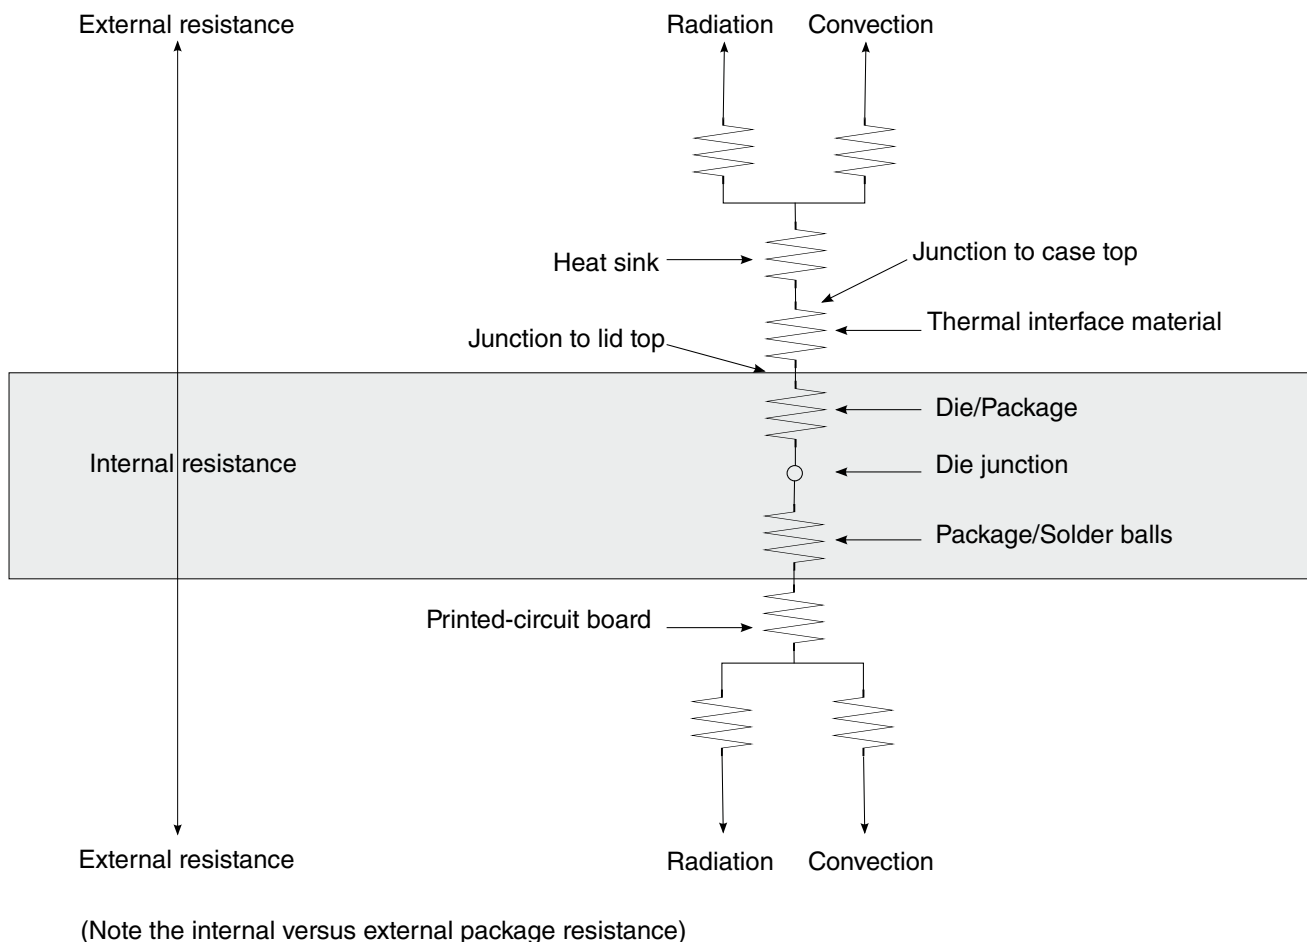 External resistance
Radiation
Convection
Heat sink
Junction to case top
Thermal interface material
Junction to lid top
Die/Package
Internal resistance
Die junction
Package/Solder balls
Printed-circuit board
External resistance
Radiation
Convection
(Note the internal versus external package resistance)